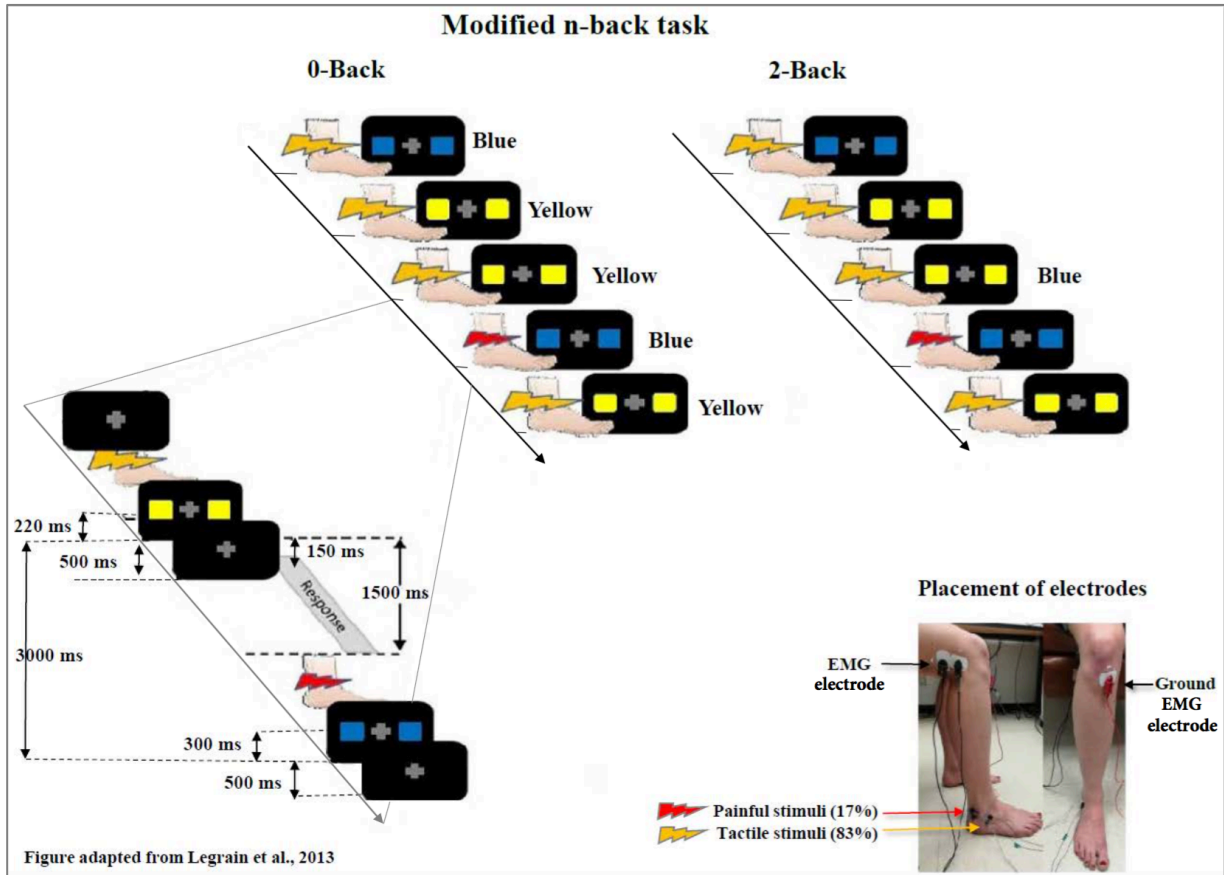 Modified n-back task
0-Back
2-Back
Blue
Yellow
Yellow
Blue
Blue
Yellow
220 ms
500 ms
150 ms
1500 ms
Response
3000 ms
300 ms
500 ms
Placement of electrodes
EMG
electrode
Ground
EMG
electrode
Painful stimuli (17%)
Tactile stimuli (83%)
Figure adapted from Legrain et al., 2013